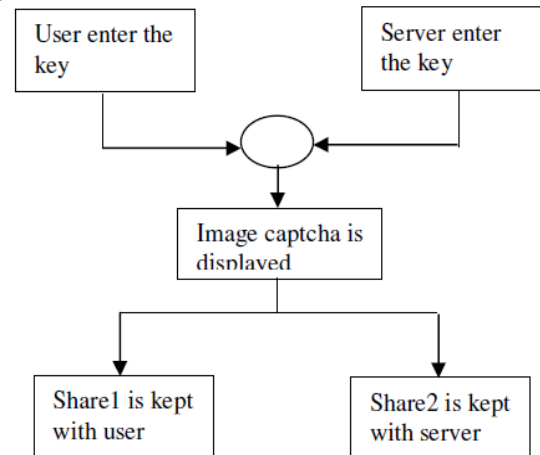 User enter the
key
Server enter
the key
Image captcha is
displayed
Share1 is kept
with user
Share2 is kept
with server